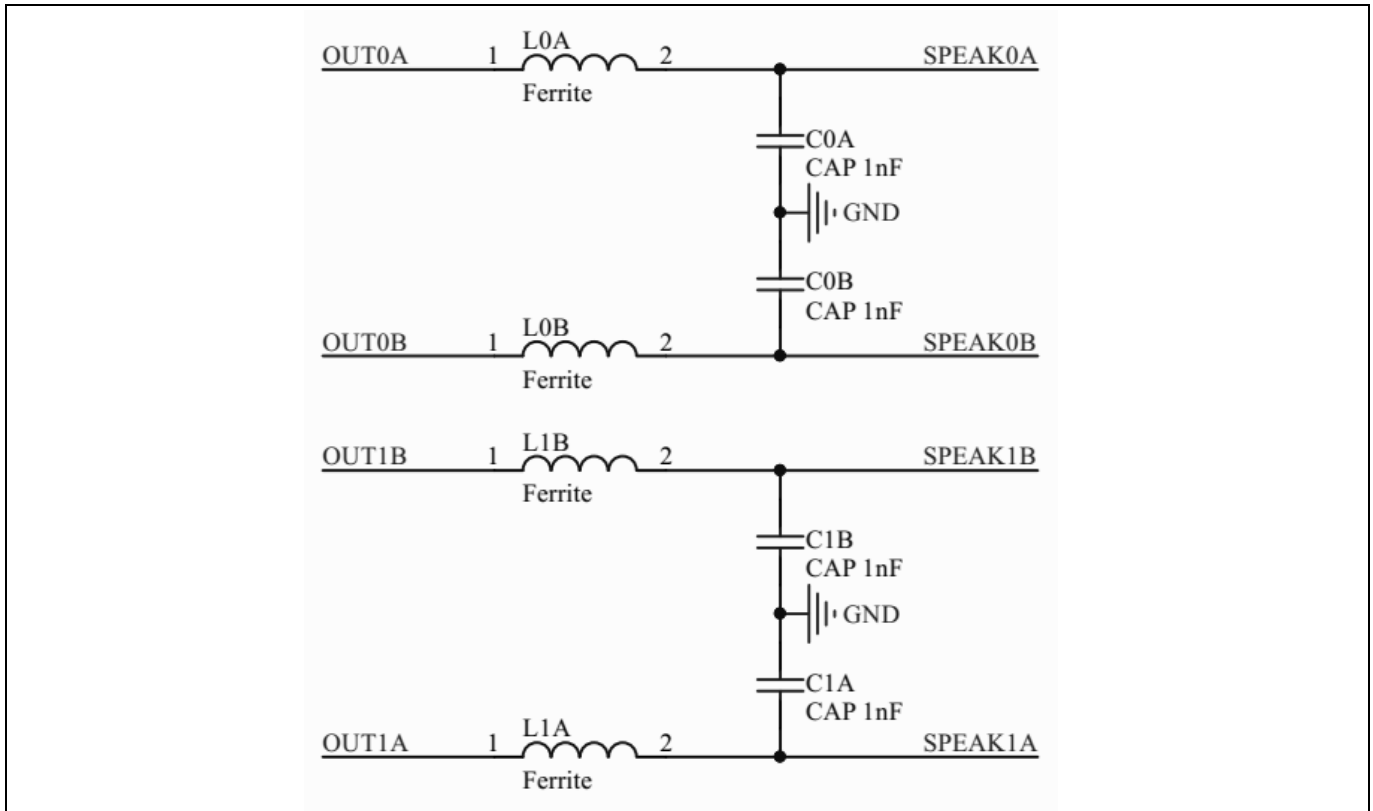 L0A
OUT0A 1 2 SPEAK0A
Ferrite
C0A
CAP 1nF
GND
C0B
CAP 1nF
L0B
OUT0B 1 2 SPEAK0B
Ferrite
L1B
OUT1B 1 2 SPEAK1B
Ferrite
C1B
CAP 1nF
GND
C1A
CAP 1nF
L1A
OUT1A 1 2 SPEAK1A
Ferrite